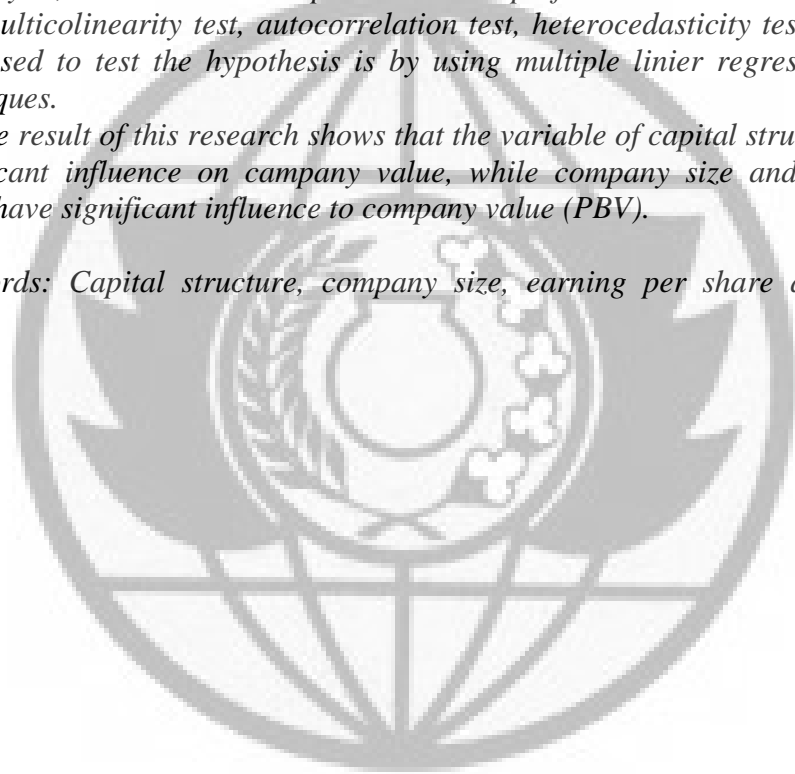 ulticolinearity test, autocorrelation test, heterocedasticity tes
sed to test the hypothesis is by using multiple linier regres
ques.
e result of this research shows that the variable of capital stru
cant influence on campany value, while company size and
have significant influence to company value (PBV).
rds: Capital structure, company size, earning per share